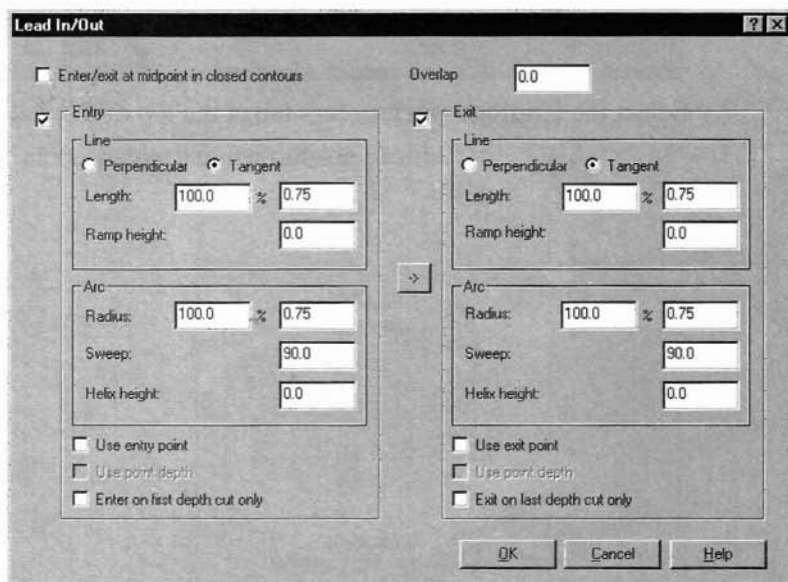 Lead In/Out
Enter/exit at midpoint in closed contours
Overlap
0.0
Entry
Line
Perpendicular
Tangent
Length:
100.0
%
0.75
Ramp height:
0.0
Arc
Radius:
100.0
%
0.75
Sweep:
90.0
Helix height:
0.0
Use entry point
Use point depth
Enter on first depth cut only
->
Exit
Line
Perpendicular
Tangent
Length:
100.0
%
0.75
Ramp height:
0.0
Arc
Radius:
100.0
%
0.75
Sweep:
90.0
Helix height:
0.0
Use exit point
Use point depth
Exit on last depth cut only
OK
Cancel
Help